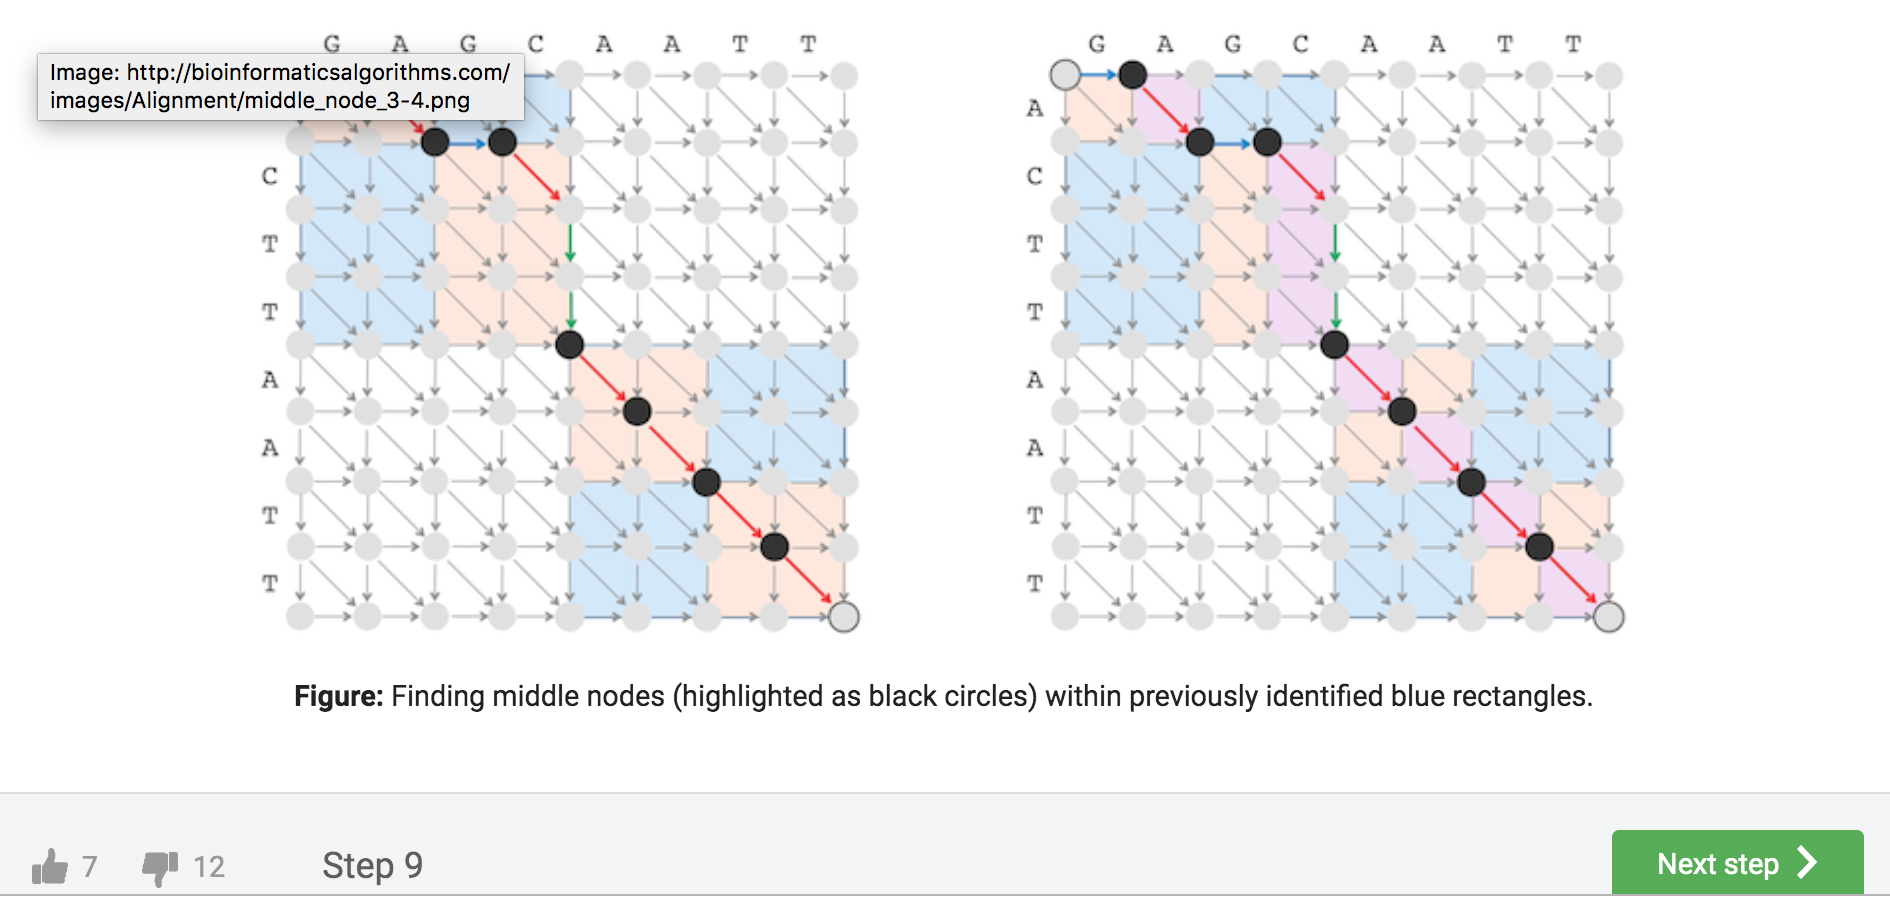 G A G C A A T T
G A G C A A T T
Image: http://bioinformaticsalgorithms.com/
images/Alignment/middle_node_3-4.png
A
C
C
T
T
T
T
A
A
A
A
T
T
T
T
Figure: Finding middle nodes (highlighted as black circles) within previously identified blue rectangles.
7
12
Step 9
Next step